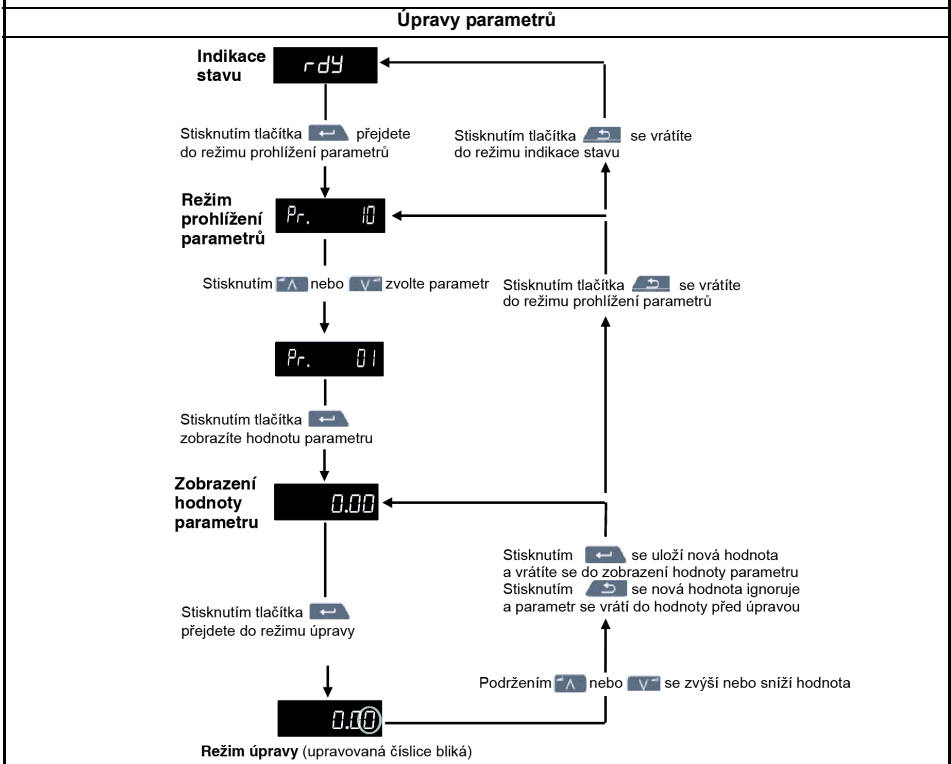 Úpravy parametrů
Indikace
stavu
rdY
Stisknutím tlačítka přejdete
do režimu prohlížení parametrů
Stisknutím tlačítka se vrátíte
do režimu indikace stavu
Režim
prohlížení
parametrů
Pr. 10
Stisknutím nebo zvolte parametr
Stisknutím tlačítka se vrátíte
do režimu prohlížení parametrů
Pr. 01
Stisknutím tlačítka
zobrazíte hodnotu parametru
Zobrazení
hodnoty
parametru
0.00
Stisknutím se uloží nová hodnota
a vrátíte se do zobrazení hodnoty parametru
Stisknutím se nová hodnota ignoruje
a parametr se vrátí do hodnoty před úpravou
Stisknutím tlačítka
přejdete do režimu úpravy
Podržením nebo se zvýší nebo sníží hodnota
0.00
Režim úpravy (upravovaná číslice bliká)